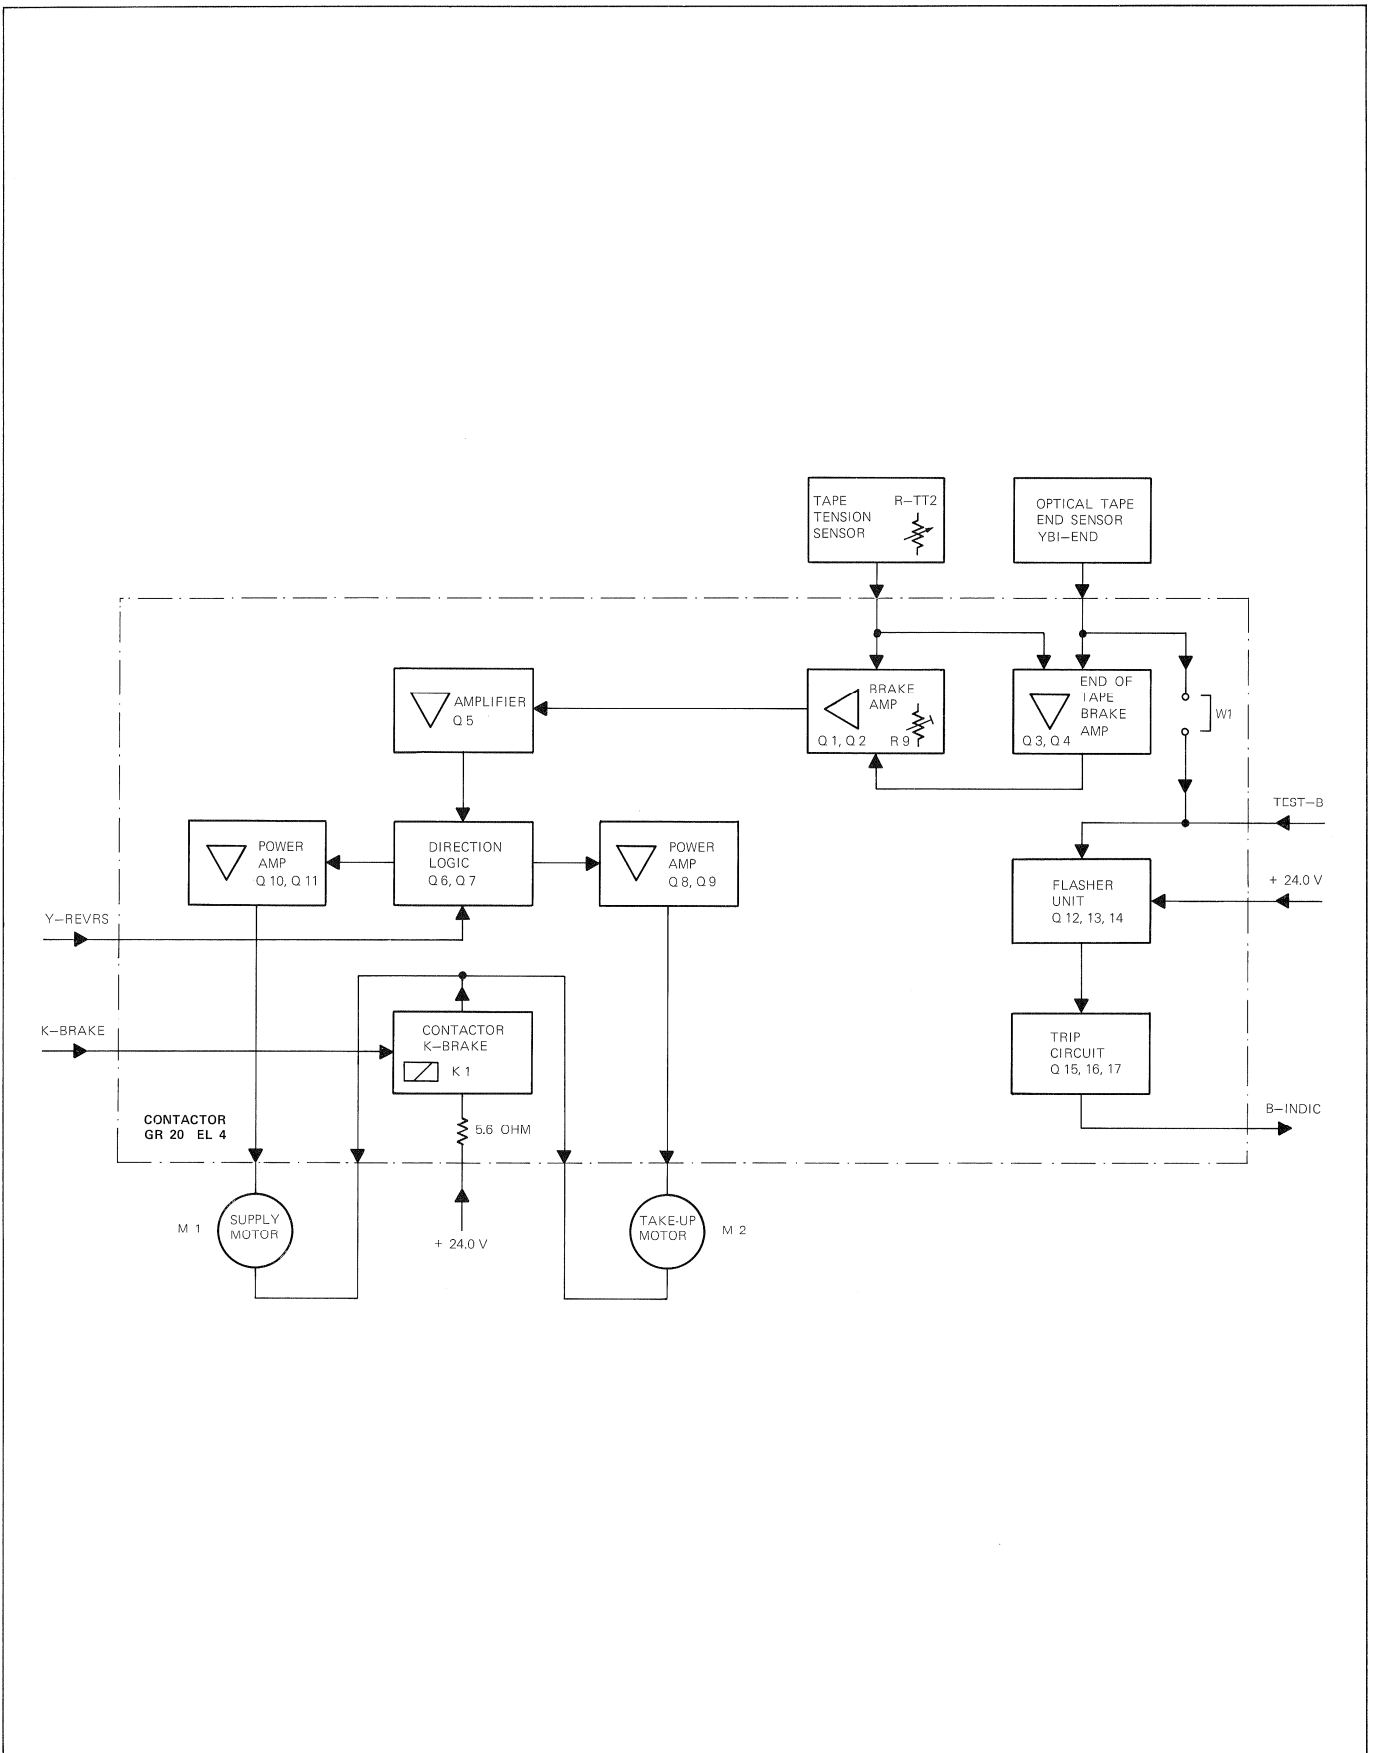 TAPE
TENSION
SENSOR
R–TT2
OPTICAL TAPE
END SENSOR
YBI–END
AMPLIFIER
Q 5
BRAKE
AMP
Q 1, Q 2
R 9
END OF
TAPE
BRAKE
AMP
Q 3, Q 4
W1
TEST–B
POWER
AMP
Q 10, Q 11
DIRECTION
LOGIC
Q 6, Q 7
POWER
AMP
Q 8, Q 9
FLASHER
UNIT
Q 12, 13, 14
+ 24.0 V
Y–REVRS
K–BRAKE
CONTACTOR
K–BRAKE
K 1
TRIP
CIRCUIT
Q 15, 16, 17
B–INDIC
CONTACTOR
GR 20 EL 4
5.6 OHM
M 1
SUPPLY
MOTOR
+ 24.0 V
TAKE-UP
MOTOR
M 2